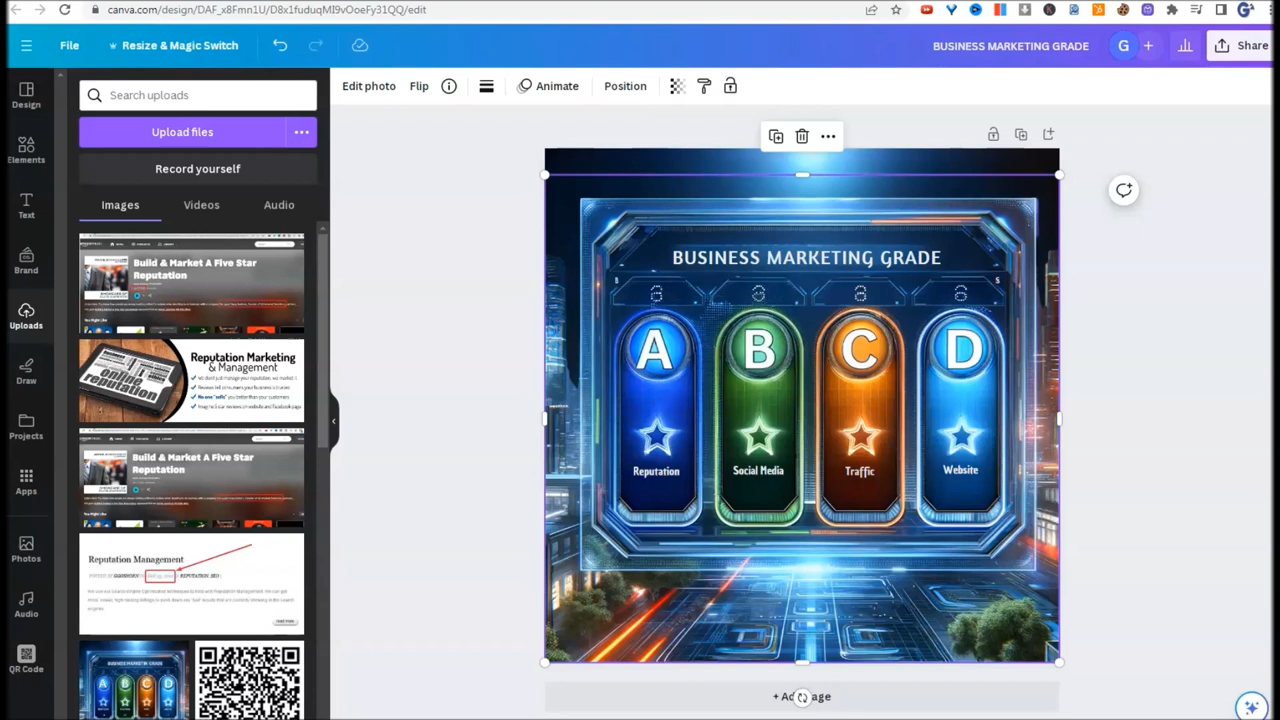 canva.com/design/DAF_x8Fmn1U/D8x1fuduqMI9vOoeFy31QQ/edit
File
Resize & Magic Switch
BUSINESS MARKETING GRADE
G
Share
Design
Elements
Text
Brand
Uploads
Draw
Projects
Apps
Photos
Audio
QR Code
Search uploads
Upload files
Record yourself
Images
Videos
Audio
Build & Market A Five Star
Reputation
Reputation Marketing
& Management
online
reputation
Build & Market A Five Star
Reputation
Reputation Management
Edit photo
Flip
Animate
Position
BUSINESS MARKETING GRADE
A
B
C
D
Reputation
Social Media
Traffic
Website